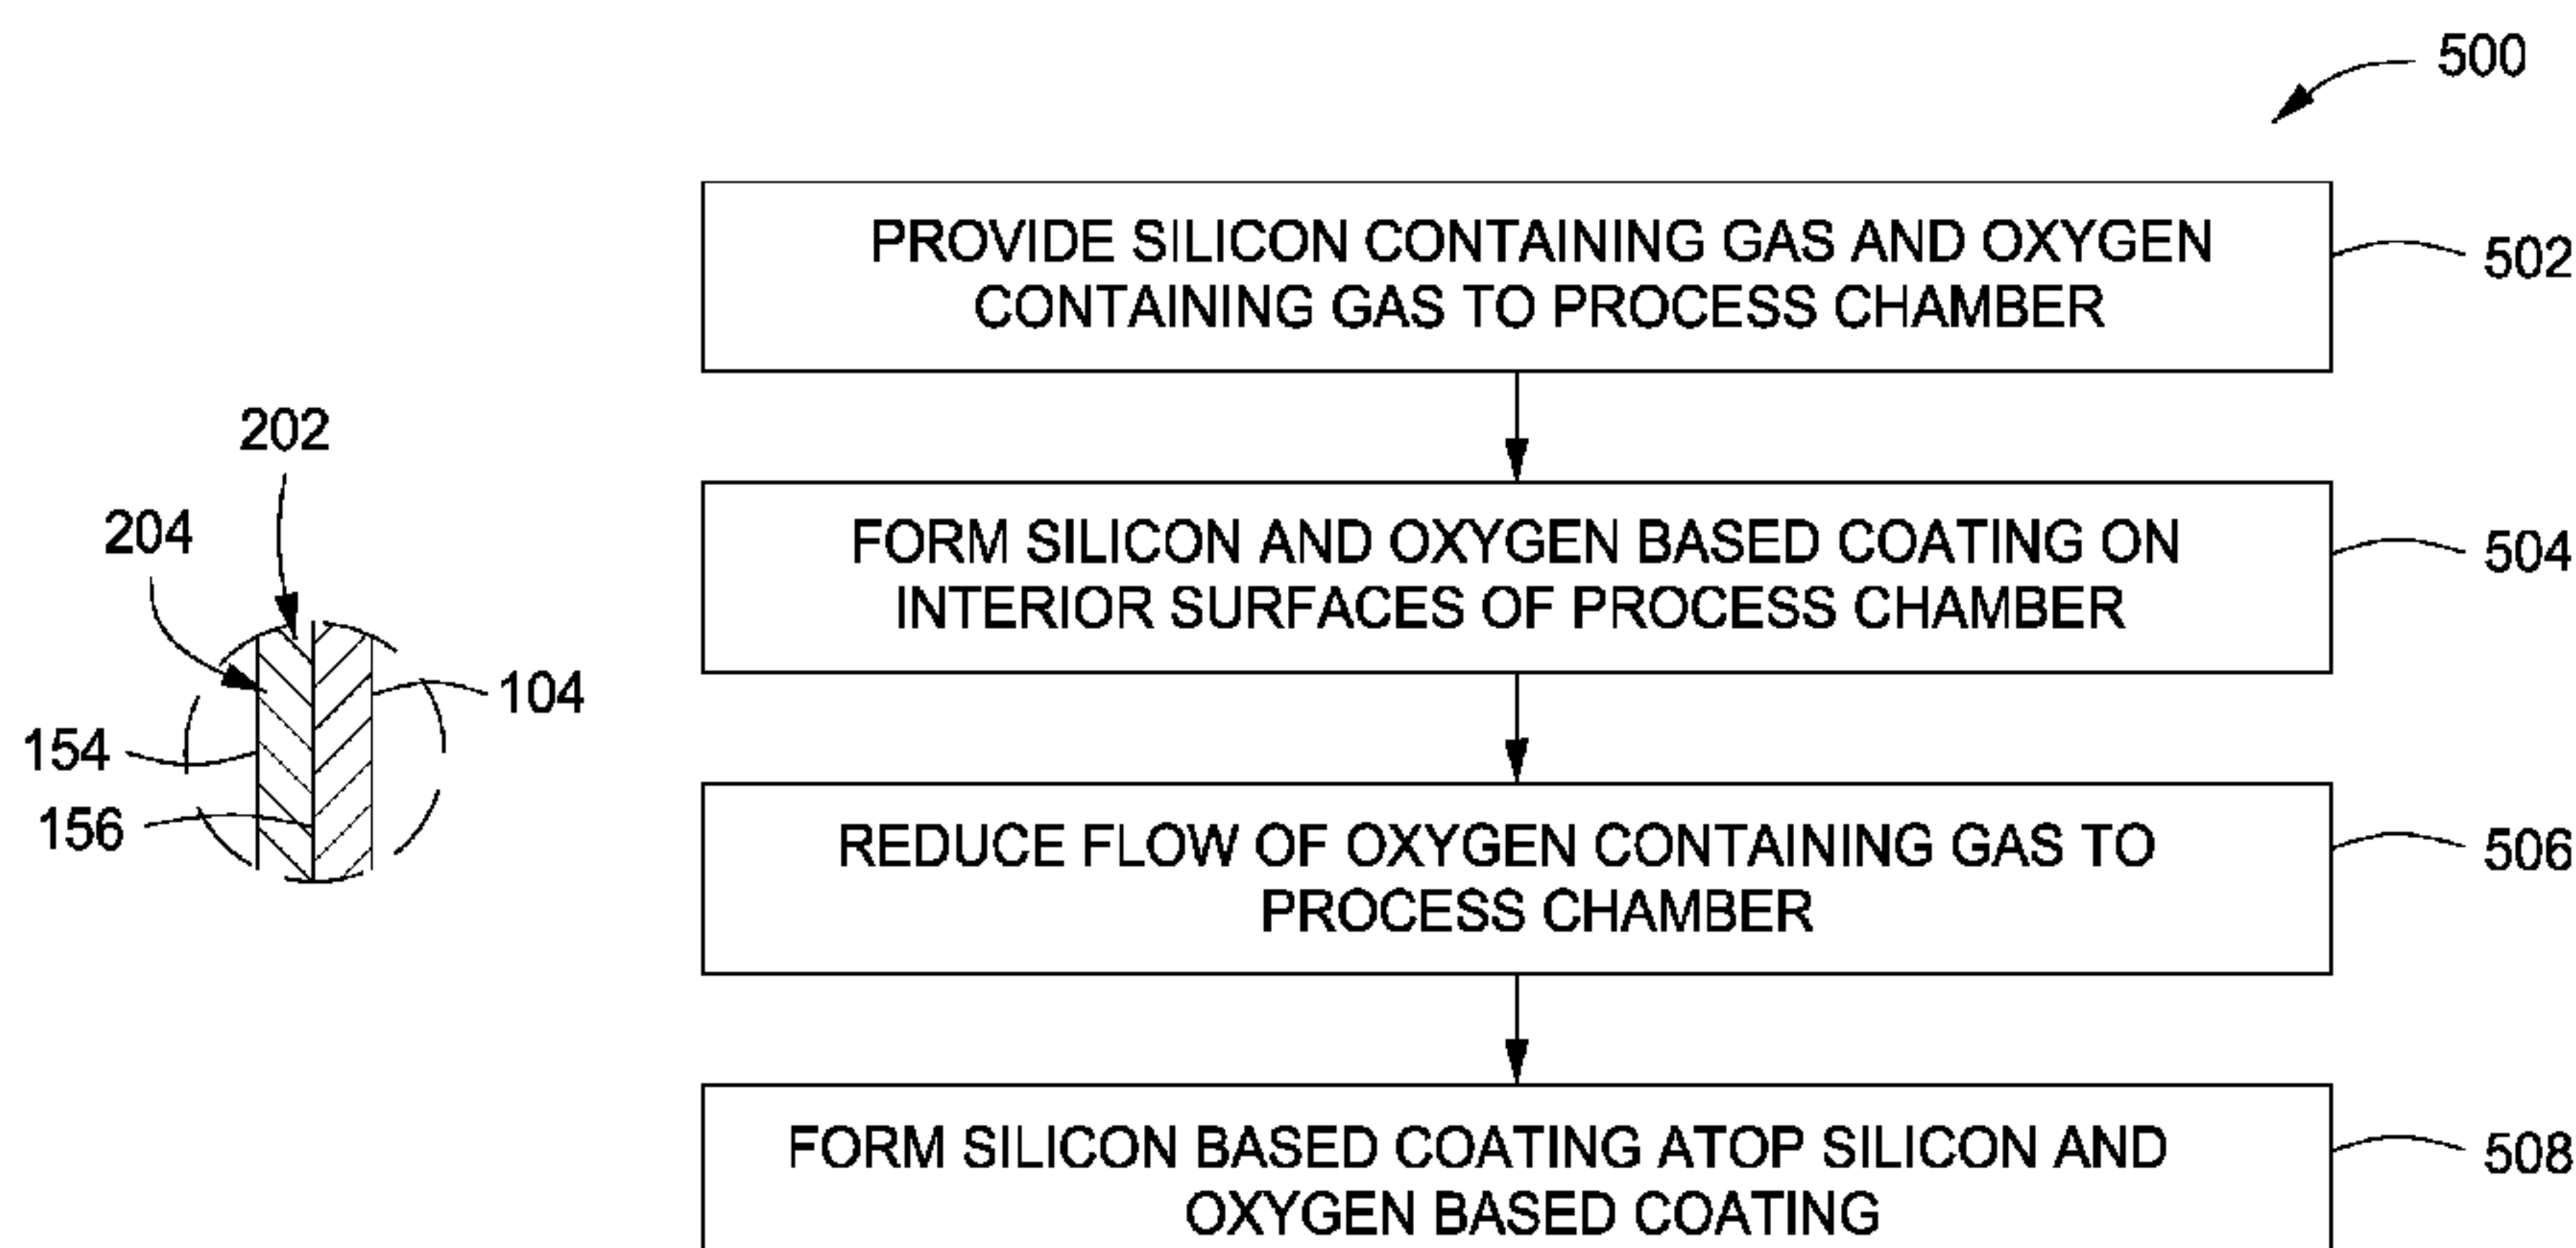 500
PROVIDE SILICON CONTAINING GAS AND OXYGEN
CONTAINING GAS TO PROCESS CHAMBER
502
202
204
104
154
156
FORM SILICON AND OXYGEN BASED COATING ON
INTERIOR SURFACES OF PROCESS CHAMBER
504
REDUCE FLOW OF OXYGEN CONTAINING GAS TO
PROCESS CHAMBER
506
FORM SILICON BASED COATING ATOP SILICON AND
OXYGEN BASED COATING
508